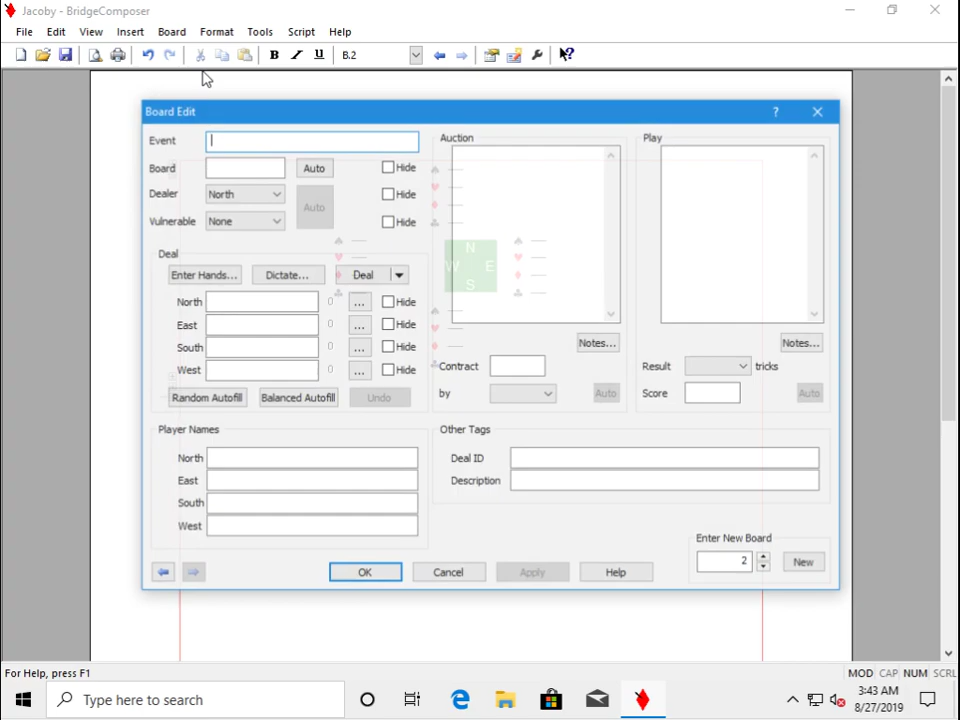 Jacoby - BridgeComposer
File Edit View Insert Board Format Tools Script Help
B I U B.2
Board Edit
Event
Board Auto Hide
Dealer North Auto Hide
Vulnerable None Hide
Deal
Enter Hands... Dictate... Deal
North 0 ... Hide
East 0 ... Hide
South 0 ... Hide
West 0 ... Hide
Random Autofill Balanced Autofill Undo
Auction
N
W E
S
Notes...
Contract
by Auto
Play
Notes...
Result tricks
Score Auto
Player Names
North
East
South
West
Other Tags
Deal ID
Description
Enter New Board
2 New
OK Cancel Apply Help
For Help, press F1 MOD CAP NUM SCRL
Type here to search
3:43 AM
8/27/2019